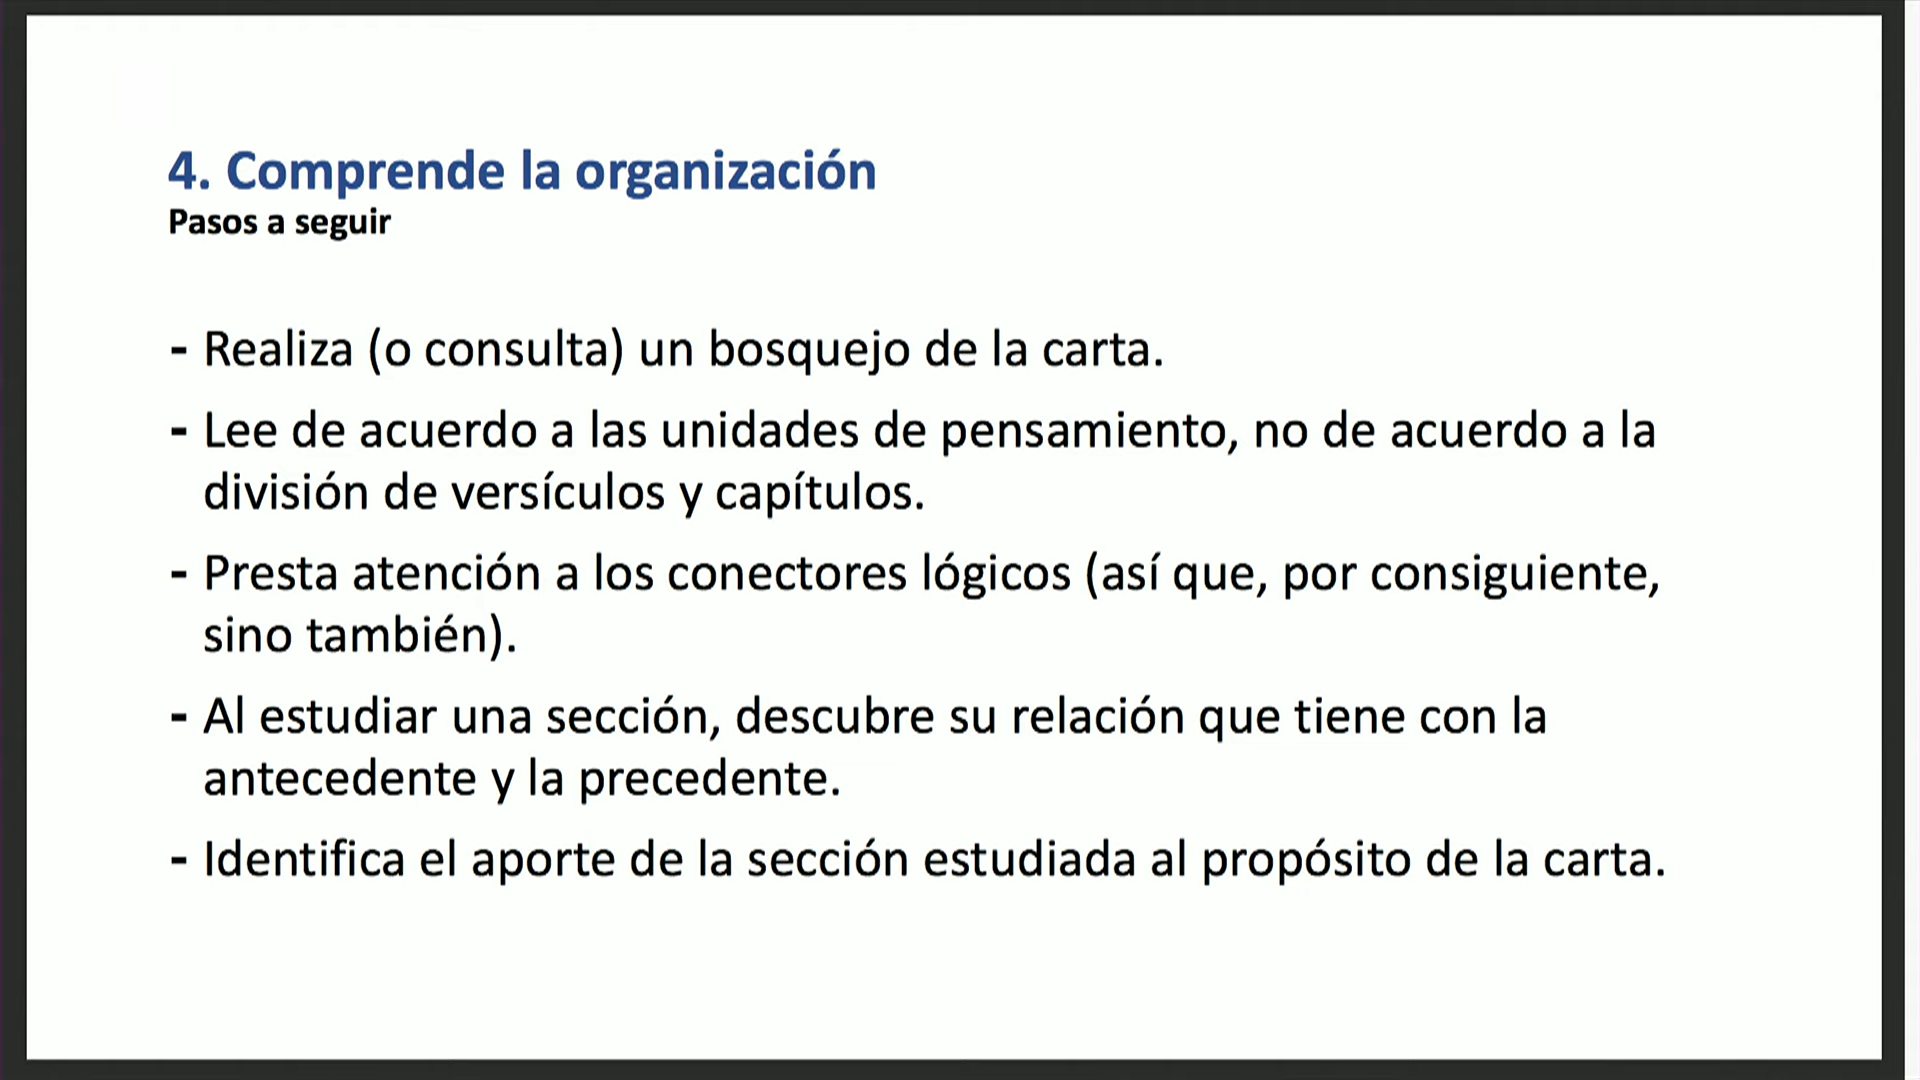 4. Comprende la organización
Pasos a seguir
- Realiza (o consulta) un bosquejo de la carta.
- Lee de acuerdo a las unidades de pensamiento, no de acuerdo a la
división de versículos y capítulos.
- Presta atención a los conectores lógicos (así que, por consiguiente,
sino también).
- Al estudiar una sección, descubre su relación que tiene con la
antecedente y la precedente.
- Identifica el aporte de la sección estudiada al propósito de la carta.